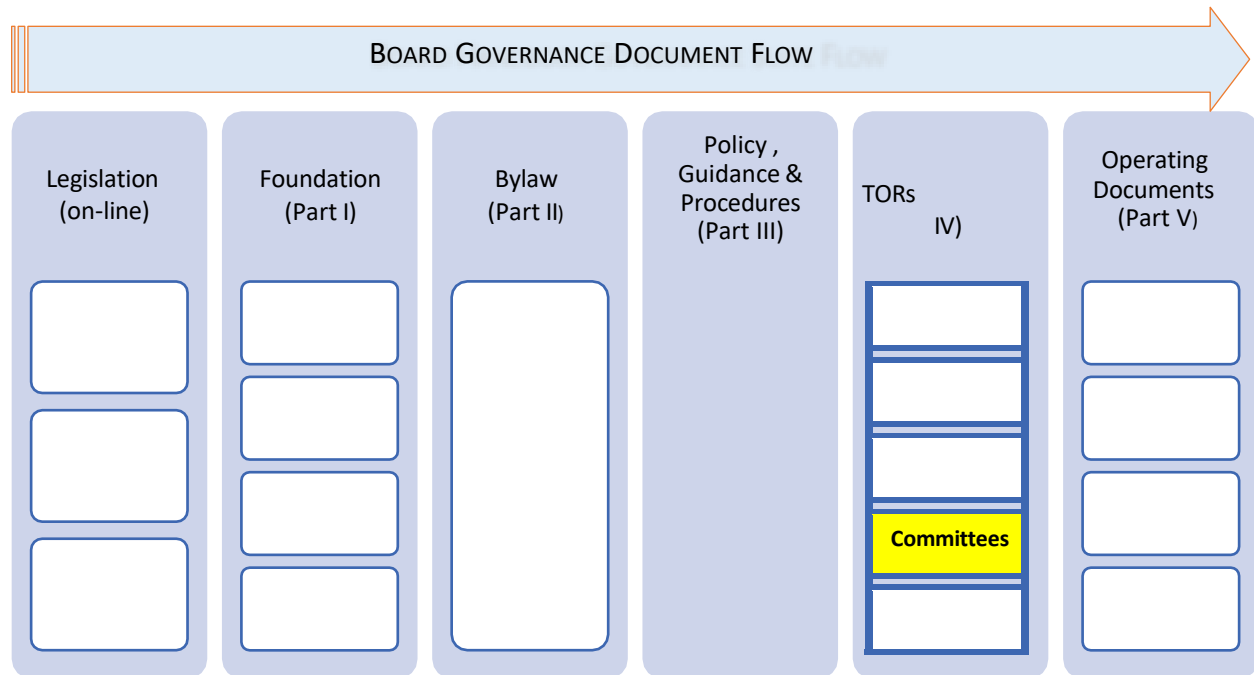 BOARD GOVERNANCE DOCUMENT FLOW
Legislation
(on-line)
Foundation
(Part I)
Bylaw
(Part II)
Policy ,
Guidance &
Procedures
(Part III)
TORs
IV)
Operating
Documents
(Part V)
Committees